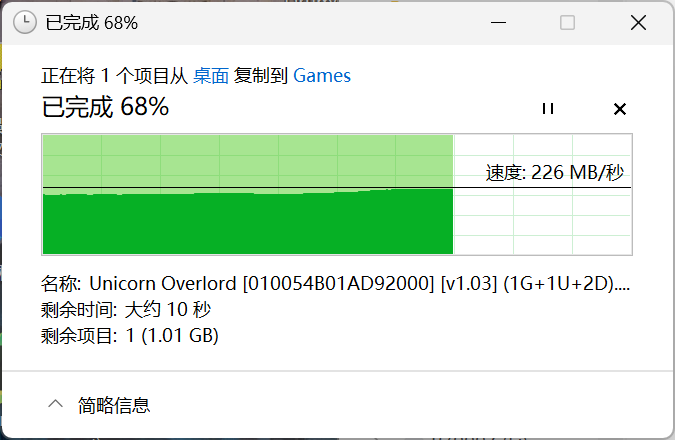 已完成 68%
正在将 1 个项目从 桌面 复制到 Games
已完成 68%
速度: 226 MB/秒
名称: Unicorn Overlord [010054B01AD92000] [v1.03] (1G+1U+2D)....
剩余时间: 大约 10 秒
剩余项目: 1 (1.01 GB)
简略信息